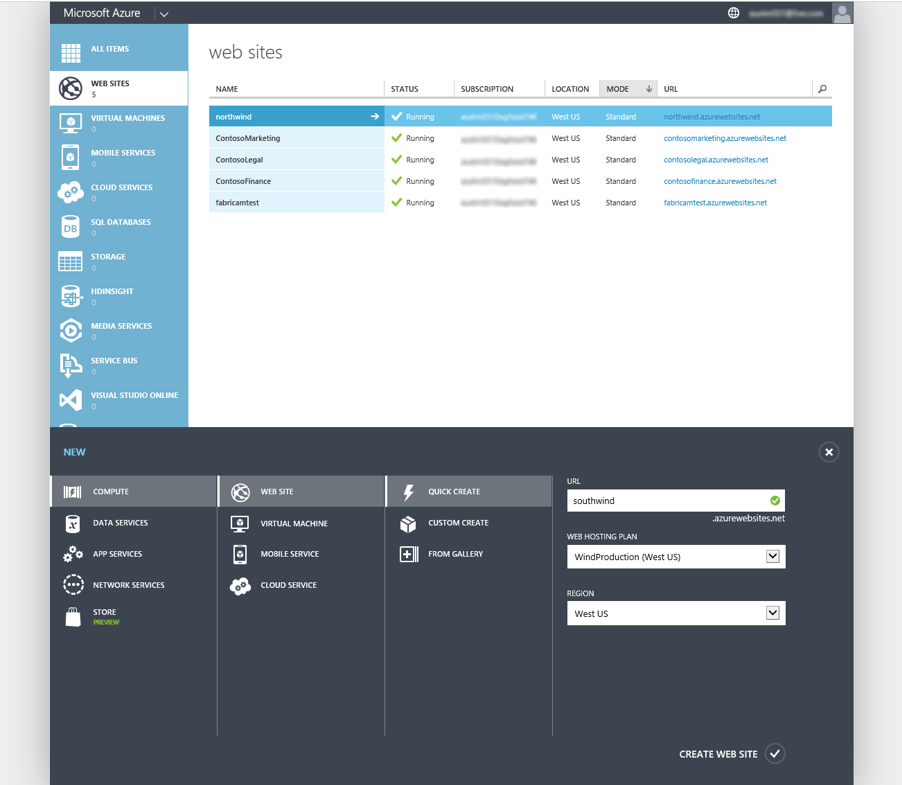 Microsoft Azure
ALL ITEMS
WEB SITES
5
VIRTUAL MACHINES
0
MOBILE SERVICES
0
CLOUD SERVICES
0
SQL DATABASES
0
DB
STORAGE
0
HDINSIGHT
0
MEDIA SERVICES
0
SERVICE BUS
0
VISUAL STUDIO ONLINE
0
web sites
NAME STATUS SUBSCRIPTION LOCATION MODE URL
northwind Running West US Standard northwind.azurewebsites.net
ContosoMarketing Running West US Standard contosomarketing.azurewebsites.net
ContosoLegal Running West US Standard contosolegal.azurewebsites.net
ContosoFinance Running West US Standard contosofinance.azurewebsites.net
fabricamtest Running West US Standard fabricamtest.azurewebsites.net
NEW
COMPUTE
DATA SERVICES
APP SERVICES
NETWORK SERVICES
STORE
PREVIEW
WEB SITE
VIRTUAL MACHINE
MOBILE SERVICE
CLOUD SERVICE
QUICK CREATE
CUSTOM CREATE
FROM GALLERY
URL
southwind
.azurewebsites.net
WEB HOSTING PLAN
WindProduction (West US)
REGION
West US
CREATE WEB SITE